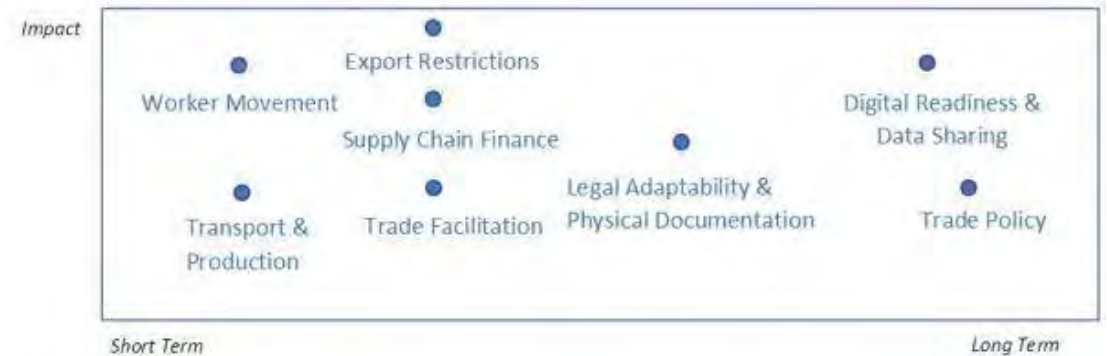 Impact
Export Restrictions
Worker Movement
Digital Readiness &
Data Sharing
Supply Chain Finance
Legal Adaptability &
Physical Documentation
Transport &
Production
Trade Facilitation
Trade Policy
Short Term
Long Term